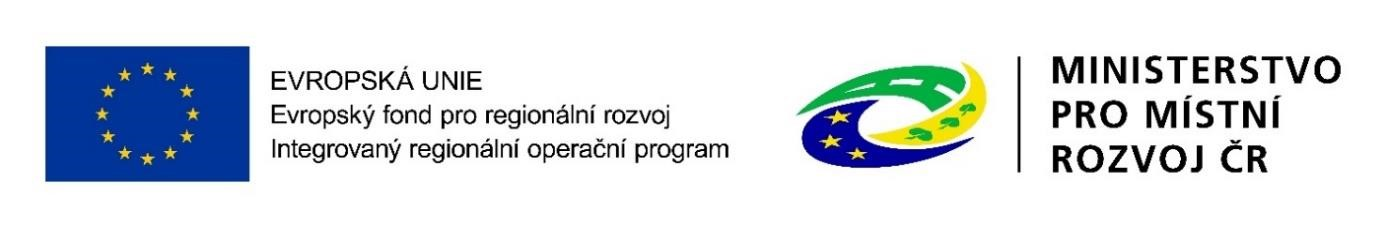 EVROPSKÁ UNIE
Evropský fond pro regionální rozvoj
Integrovaný regionální operační program
MINISTERSTVO
PRO MÍSTNÍ
ROZVOJ ČR